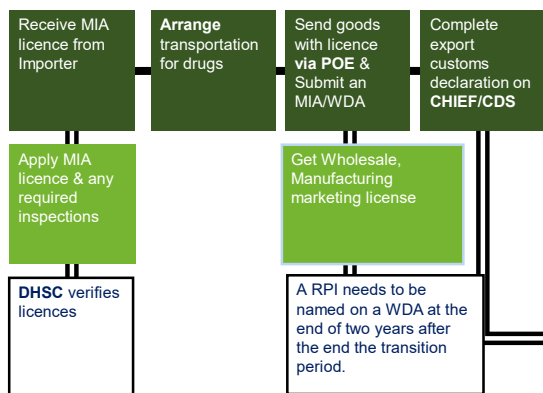 Receive MIA
licence from
Importer
Arrange
transportation
for drugs
Send goods
with licence
via POE &
Submit an
MIA/WDA
Complete
export
customs
declaration on
CHIEF/CDS
Apply MIA
licence & any
required
inspections
Get Wholesale,
Manufacturing
marketing license
DHSC verifies
licences
A RPI needs to be
named on a WDA at the
end of two years after
the end the transition
period.